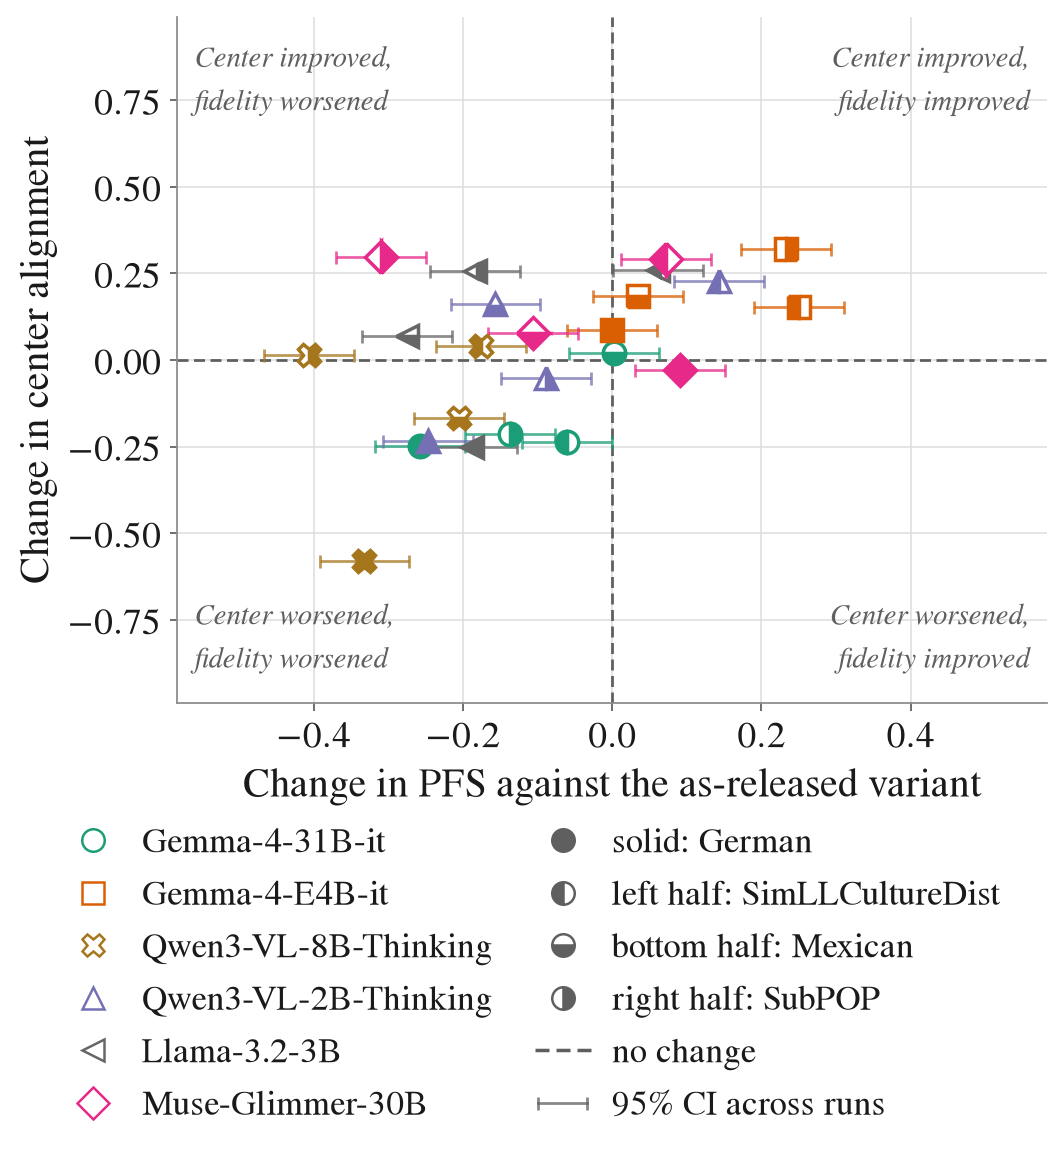 Center improved,
fidelity worsened
Center improved,
fidelity improved
0.75
0.50
0.25
0.00
−0.25
−0.50
−0.75
Change in center alignment
Center worsened,
fidelity worsened
Center worsened,
fidelity improved
−0.4
−0.2
0.0
0.2
0.4
Change in PFS against the as-released variant
Gemma-4-31B-it
Gemma-4-E4B-it
Qwen3-VL-8B-Thinking
Qwen3-VL-2B-Thinking
Llama-3.2-3B
Muse-Glimmer-30B
solid: German
left half: SimLLCultureDist
bottom half: Mexican
right half: SubPOP
no change
95% CI across runs